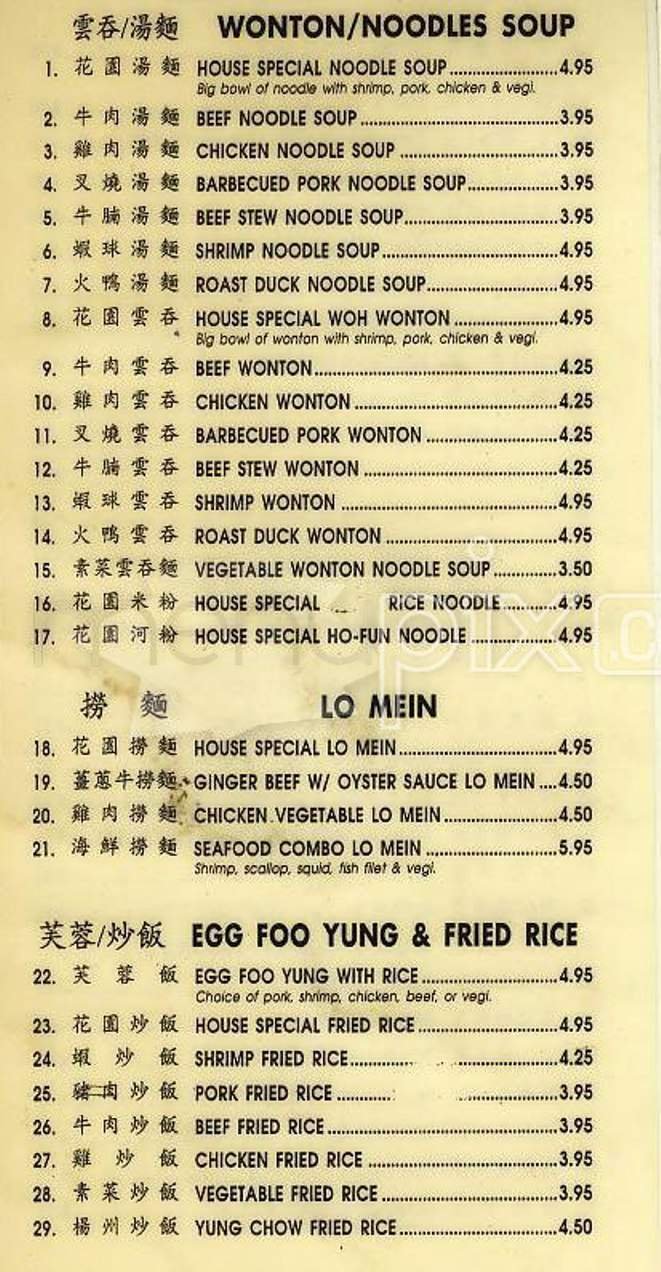 雲吞/湯麵 WONTON/NOODLES SOUP
1. 花園湯麵 HOUSE SPECIAL NOODLE SOUP 4.95
Big bowl of noodle with shrimp, pork, chicken & vegi.
2. 牛肉湯麵 BEEF NOODLE SOUP 3.95
3. 雞肉湯麵 CHICKEN NOODLE SOUP 3.95
4. 叉燒湯麵 BARBECUED PORK NOODLE SOUP 3.95
5. 牛腩湯麵 BEEF STEW NOODLE SOUP 3.95
6. 蝦球湯麵 SHRIMP NOODLE SOUP 4.95
7. 火鴨湯麵 ROAST DUCK NOODLE SOUP 4.95
8. 花園雲吞 HOUSE SPECIAL WOH WONTON 4.95
Big bowl of wonton with shrimp, pork, chicken & vegi.
9. 牛肉雲吞 BEEF WONTON 4.25
10. 雞肉雲吞 CHICKEN WONTON 4.25
11. 叉燒雲吞 BARBECUED PORK WONTON 4.25
12. 牛腩雲吞 BEEF STEW WONTON 4.25
13. 蝦球雲吞 SHRIMP WONTON 4.95
14. 火鴨雲吞 ROAST DUCK WONTON 4.95
15. 素菜雲吞麵 VEGETABLE WONTON NOODLE SOUP 3.50
16. 花園米粉 HOUSE SPECIAL RICE NOODLE 4.95
17. 花園河粉 HOUSE SPECIAL HO-FUN NOODLE 4.95
撈麵 LO MEIN
18. 花園撈麵 HOUSE SPECIAL LO MEIN 4.95
19. 薑蔥牛撈麵 GINGER BEEF W/ OYSTER SAUCE LO MEIN 4.50
20. 雞肉撈麵 CHICKEN VEGETABLE LO MEIN 4.50
21. 海鮮撈麵 SEAFOOD COMBO LO MEIN 5.95
Shrimp, scallop, squid, fish filet & vegi.
芙蓉/炒飯 EGG FOO YUNG & FRIED RICE
22. 芙蓉飯 EGG FOO YUNG WITH RICE 4.95
Choice of pork, shrimp, chicken, beef, or vegi.
23. 花園炒飯 HOUSE SPECIAL FRIED RICE 4.95
24. 蝦炒飯 SHRIMP FRIED RICE 4.25
25. 豬肉炒飯 PORK FRIED RICE 3.95
26. 牛肉炒飯 BEEF FRIED RICE 3.95
27. 雞炒飯 CHICKEN FRIED RICE 3.95
28. 素菜炒飯 VEGETABLE FRIED RICE 3.95
29. 楊州炒飯 YUNG CHOW FRIED RICE 4.50